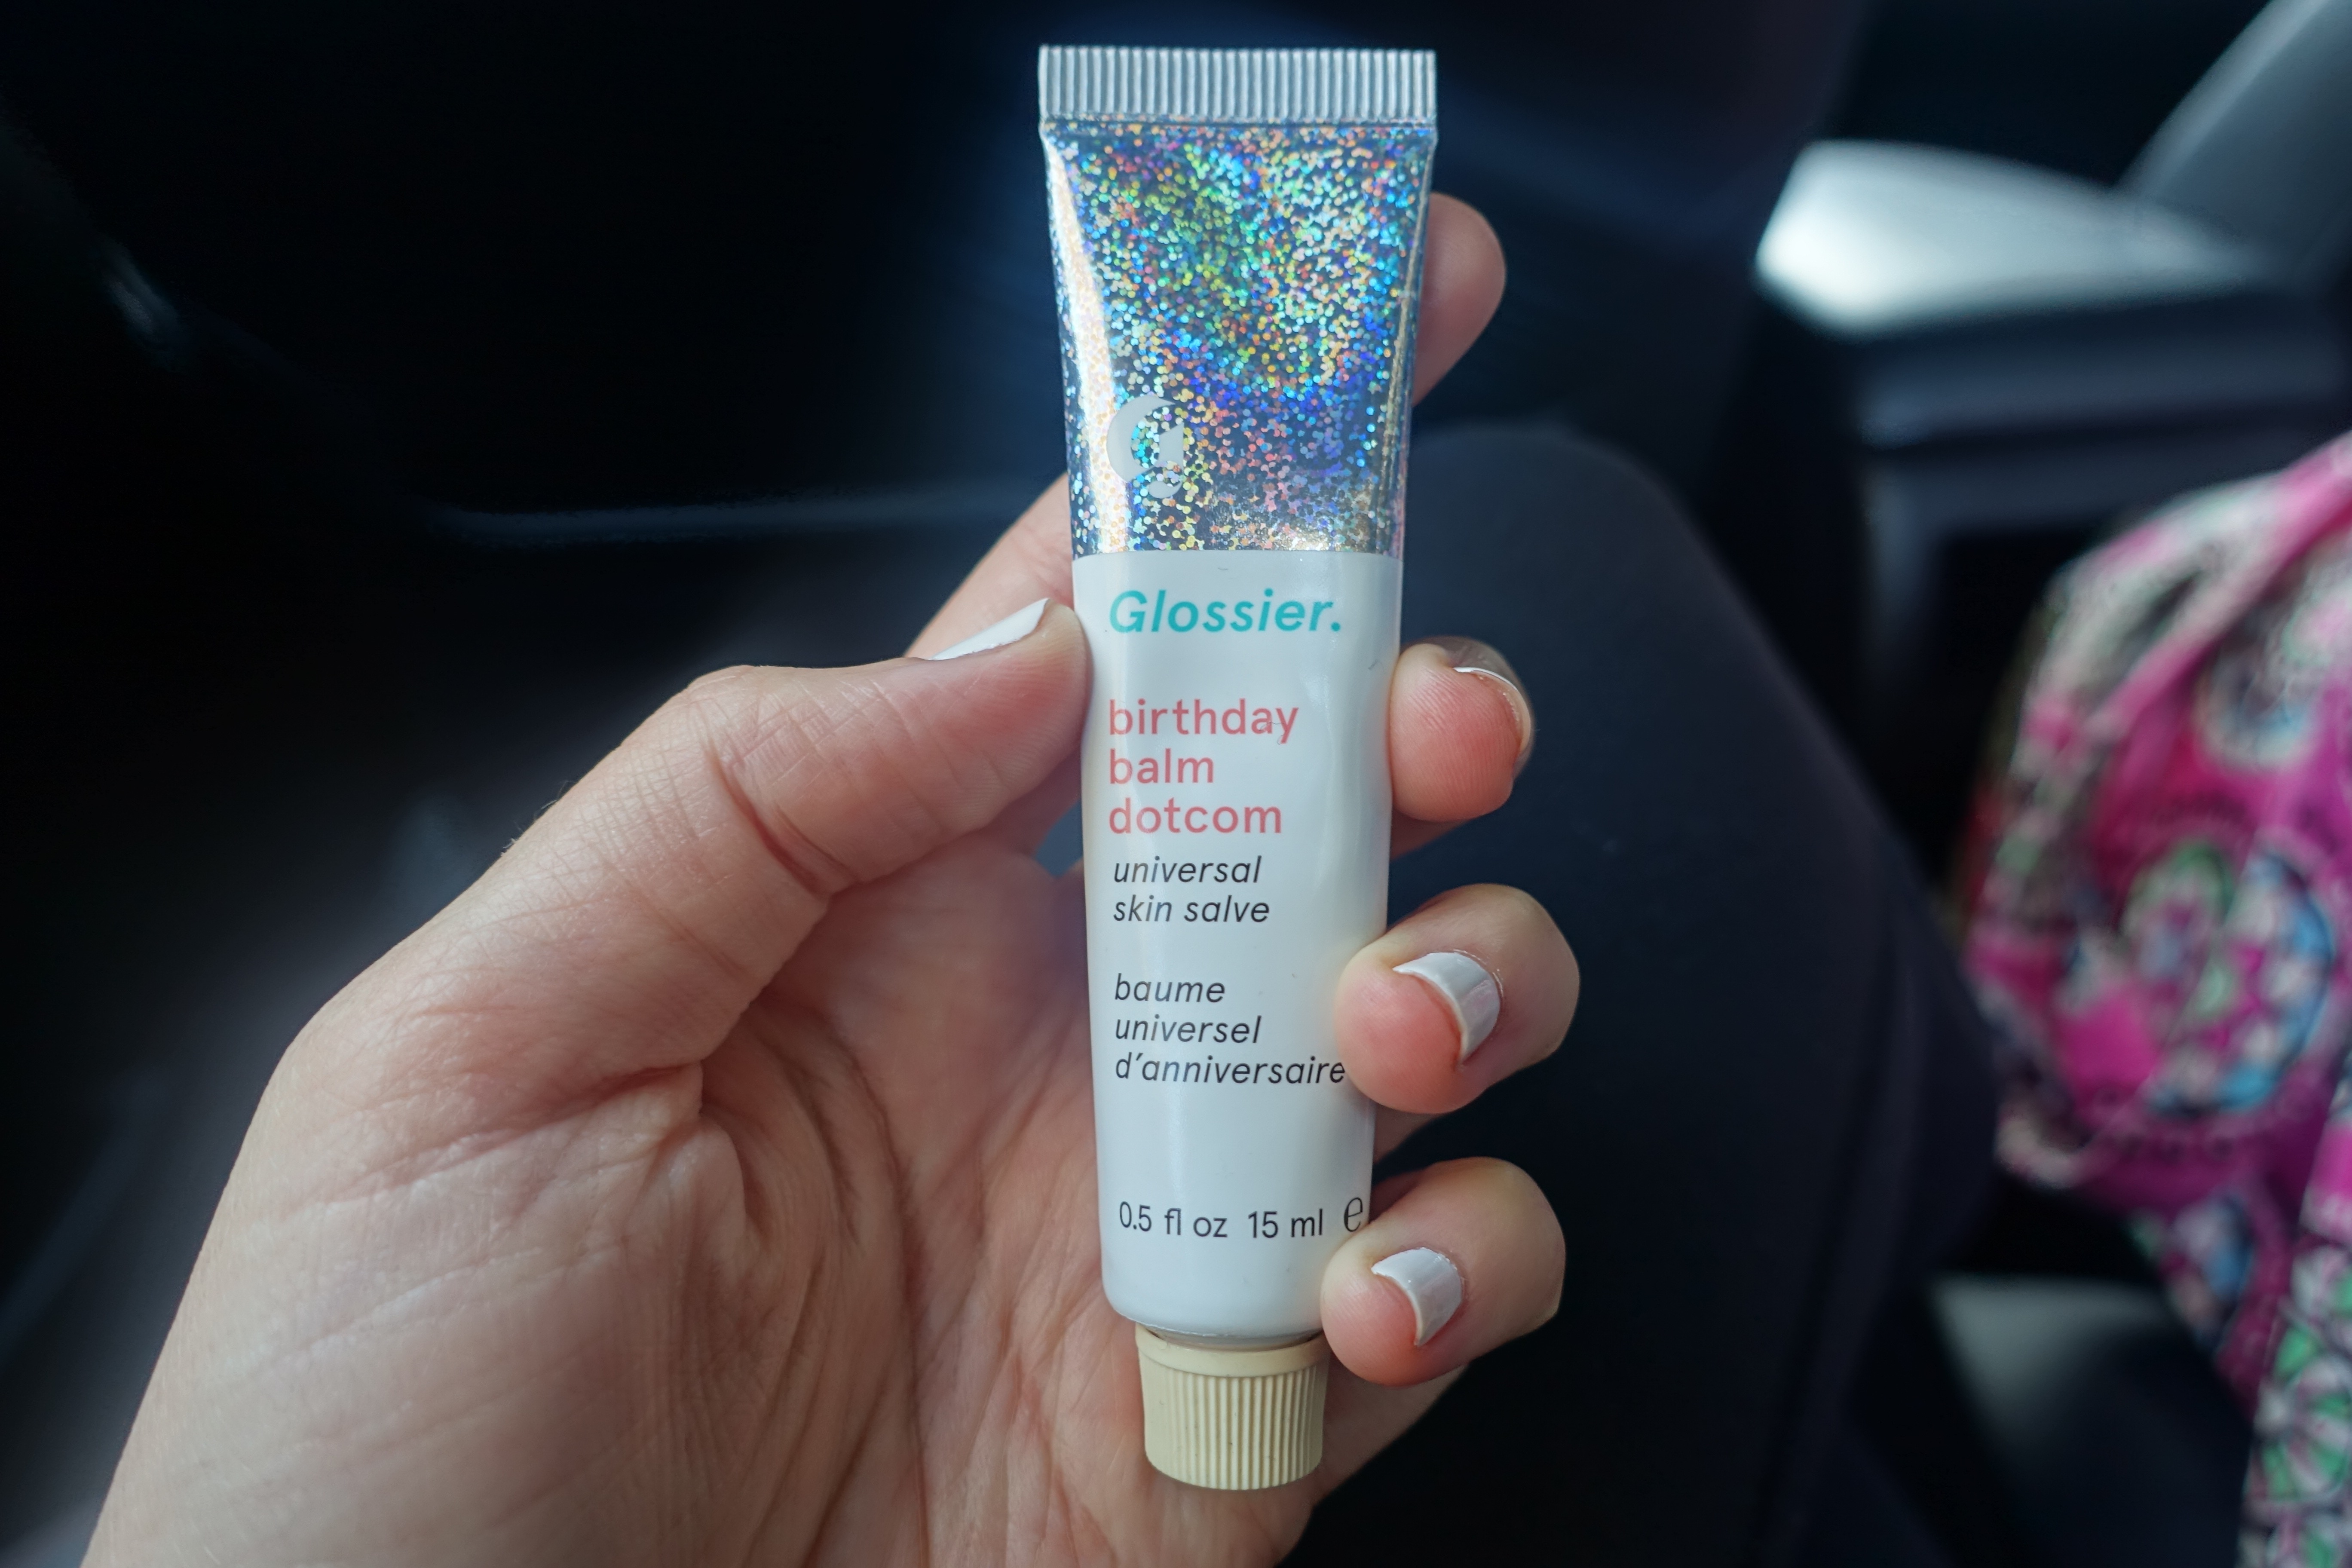 G
Glossier.
birthday
balm
dotcom
universal
skin salve
baume
universel
d’anniversaire
0.5 fl oz 15 ml ℮